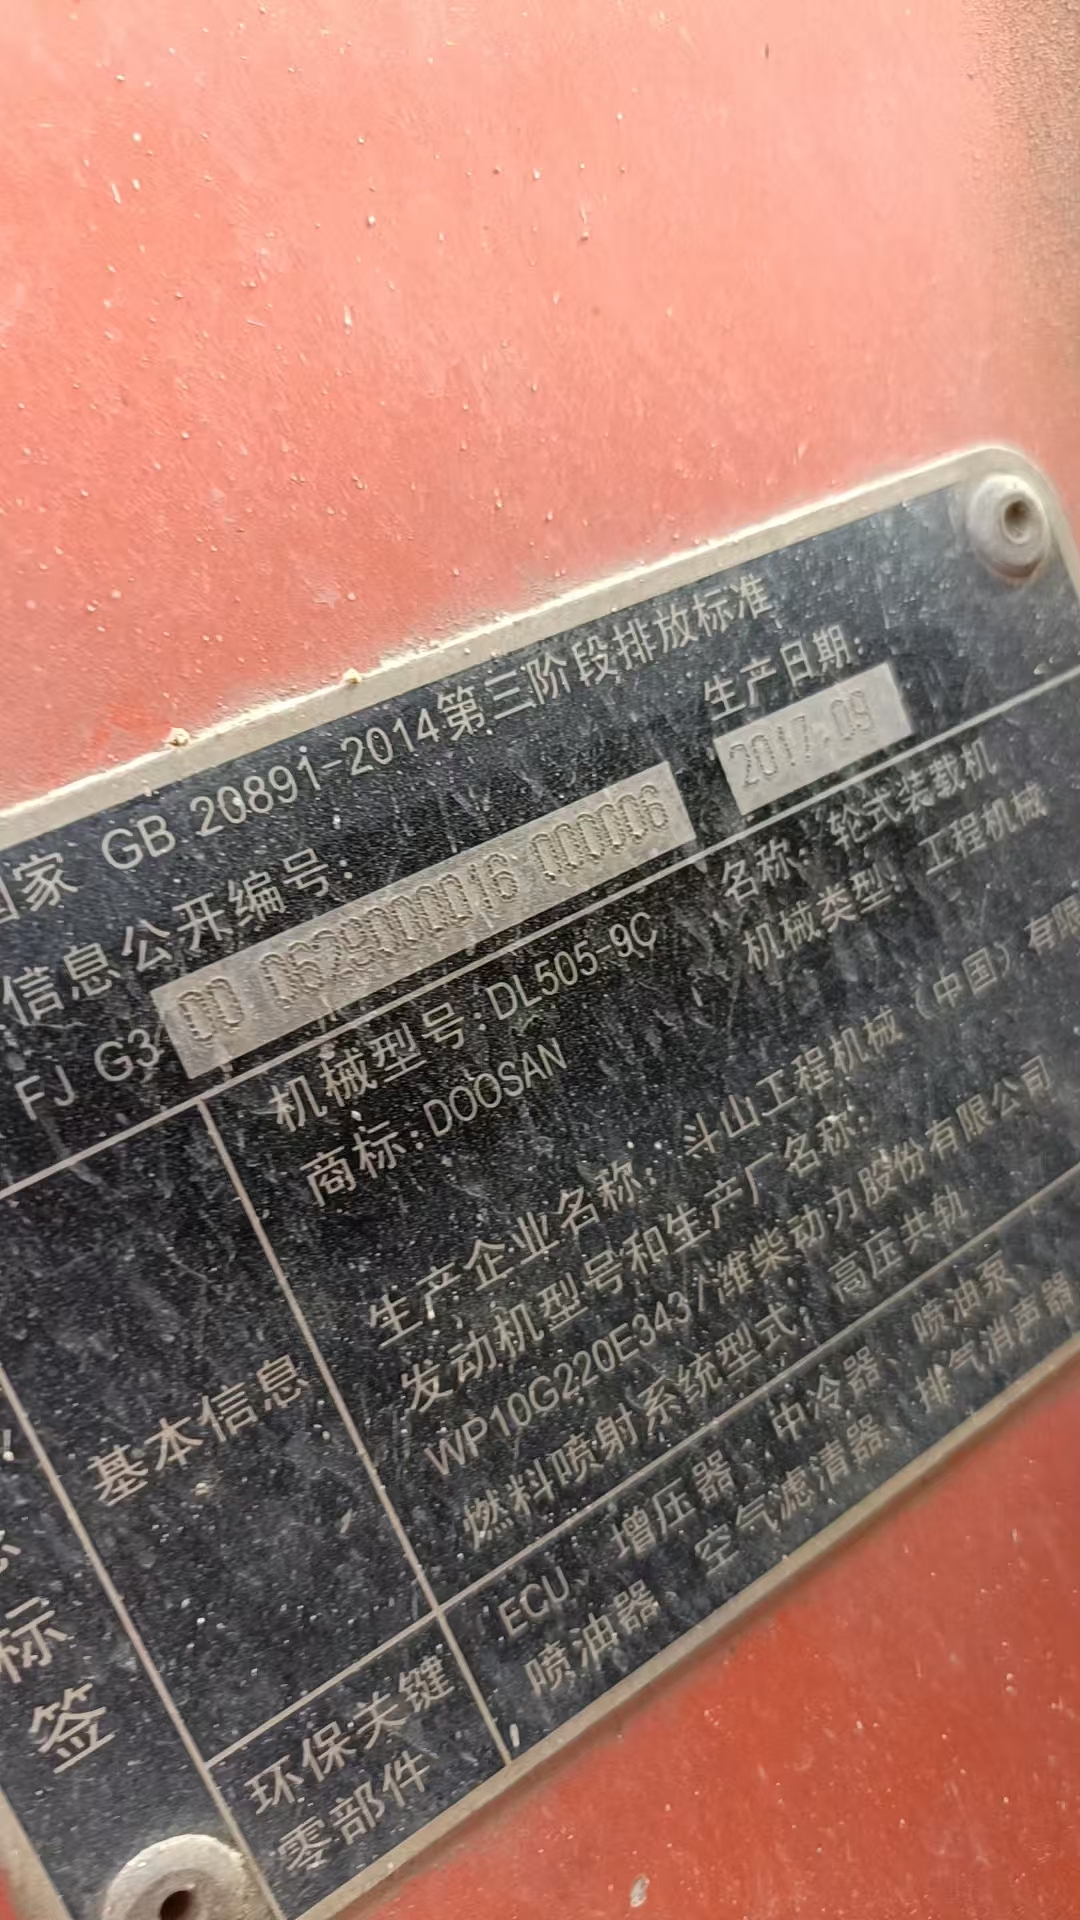 国家 GB 20891-2014第三阶段排放标准
信息公开编号:
生产日期:
FJ G3 00 062H000016 000006
2017.09
机械型号:DL505-9C
名称: 轮式装载机
商标:DOOSAN
机械类型: 工程机械
生产企业名称: 斗山工程机械(中国)有限
发动机型号和生产厂名称:
WP10G220E343/潍柴动力股份有限公司
燃料喷射系统型式: 高压共轨
基本信息
ECU、增压器、中冷器、喷油泵
喷油器、空气滤清器、排气消声器
环保关键
零部件
标
签